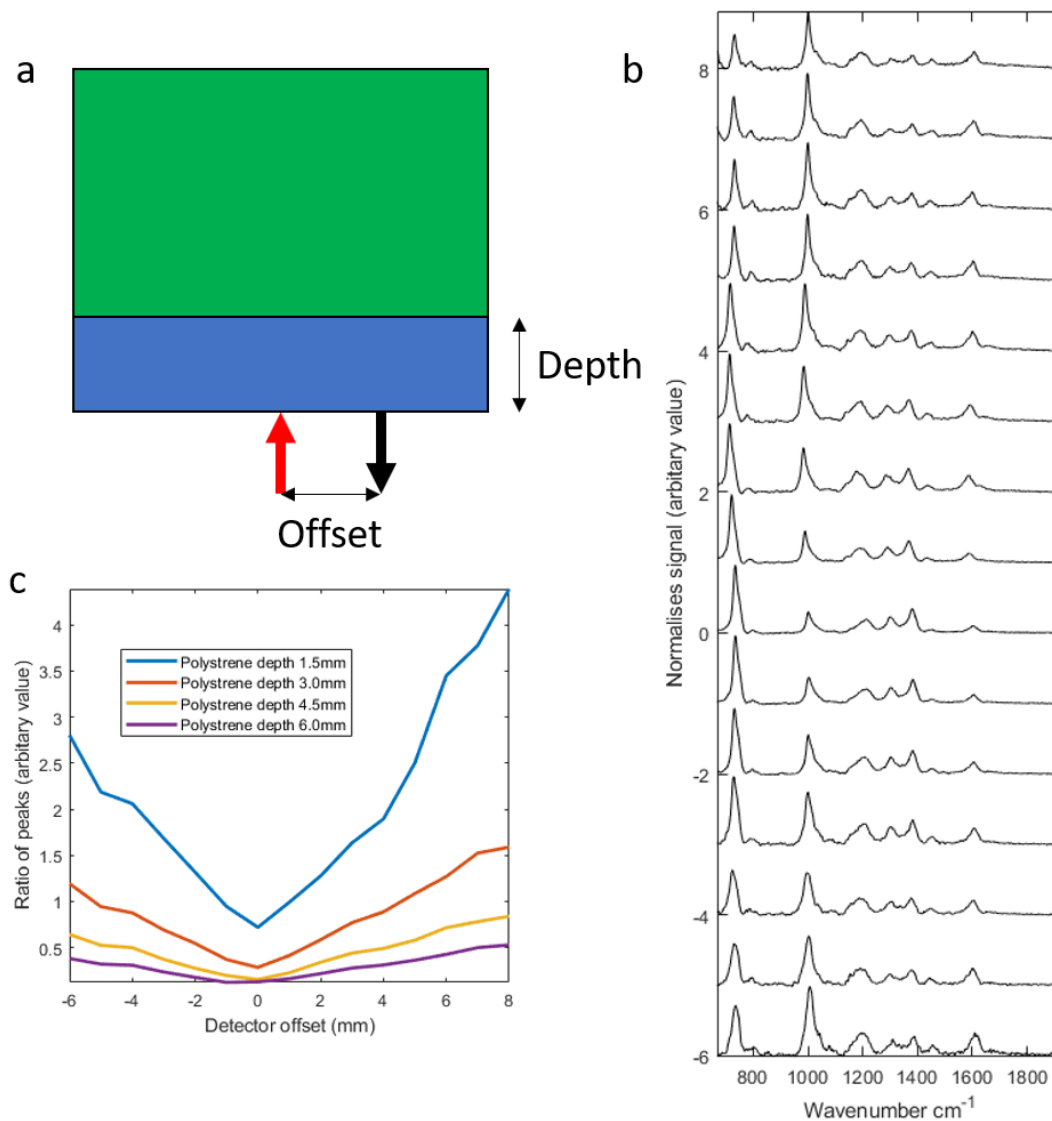 a
Depth
Offset
b
8
6
4
2
0
-2
-4
-6
Normalises signal (arbitary value)
800 1000 1200 1400 1600 1800
Wavenumber cm-1
c
4
3.5
3
2.5
2
1.5
1
0.5
Ratio of peaks (arbitary value)
Polystrene depth 1.5mm
Polystrene depth 3.0mm
Polystrene depth 4.5mm
Polystrene depth 6.0mm
-6 -4 -2 0 2 4 6 8
Detector offset (mm)